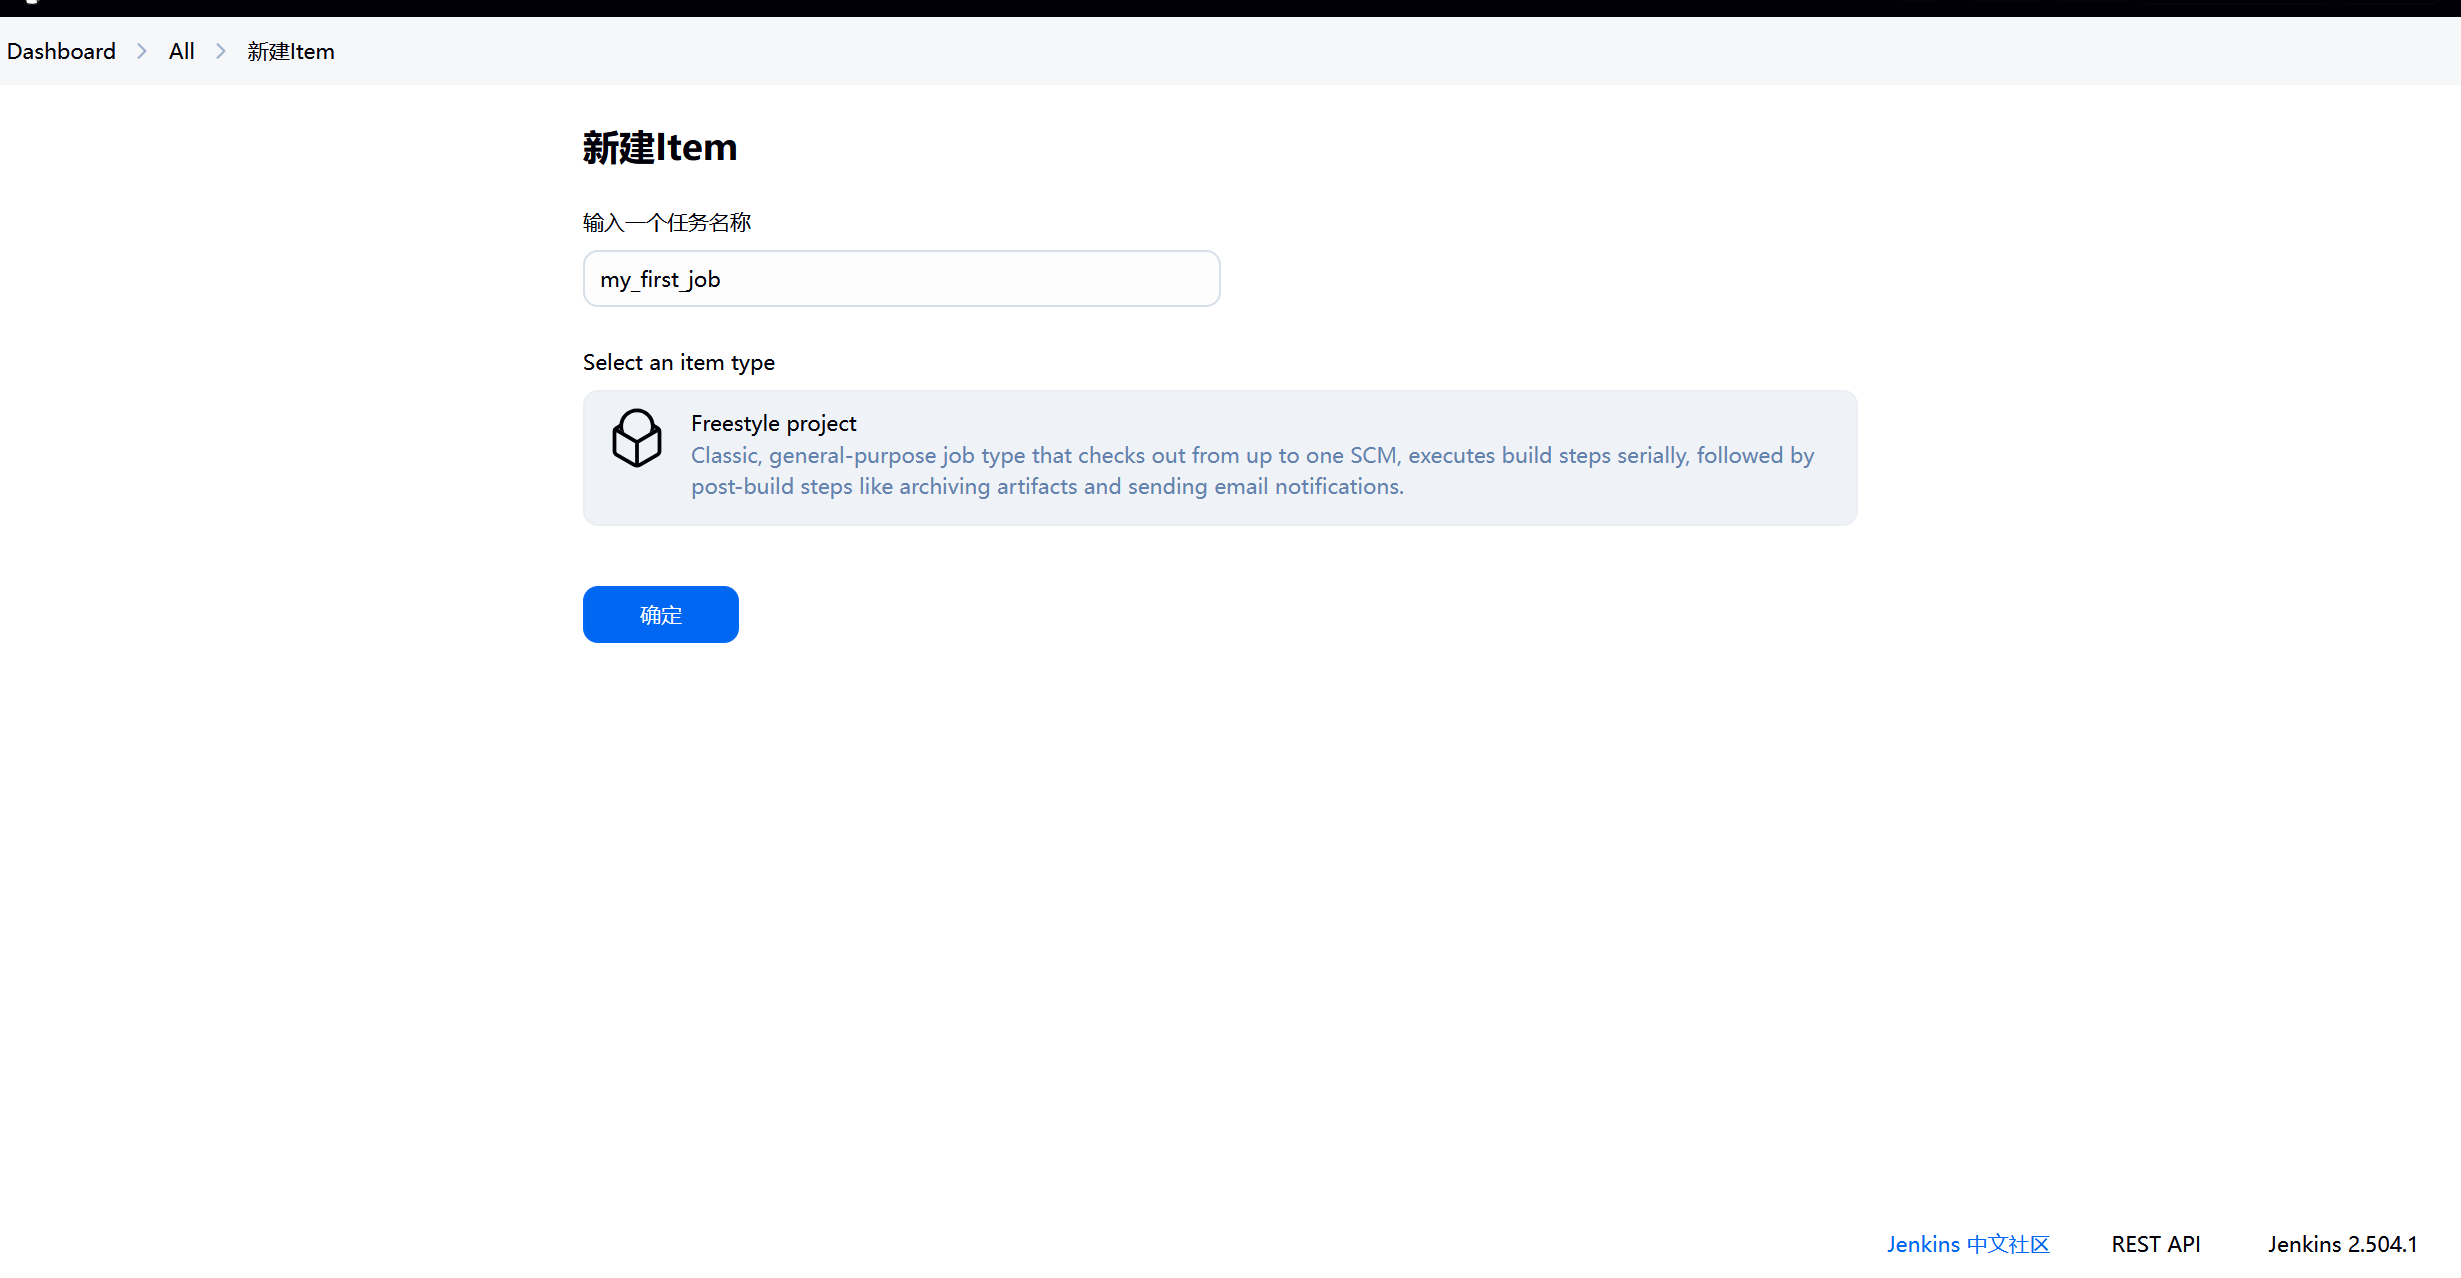 Dashboard > All > 新建Item
新建Item
输入一个任务名称
my_first_job
Select an item type
Freestyle project
Classic, general-purpose job type that checks out from up to one SCM, executes build steps serially, followed by
post-build steps like archiving artifacts and sending email notifications.
确定
Jenkins 中文社区 REST API Jenkins 2.504.1